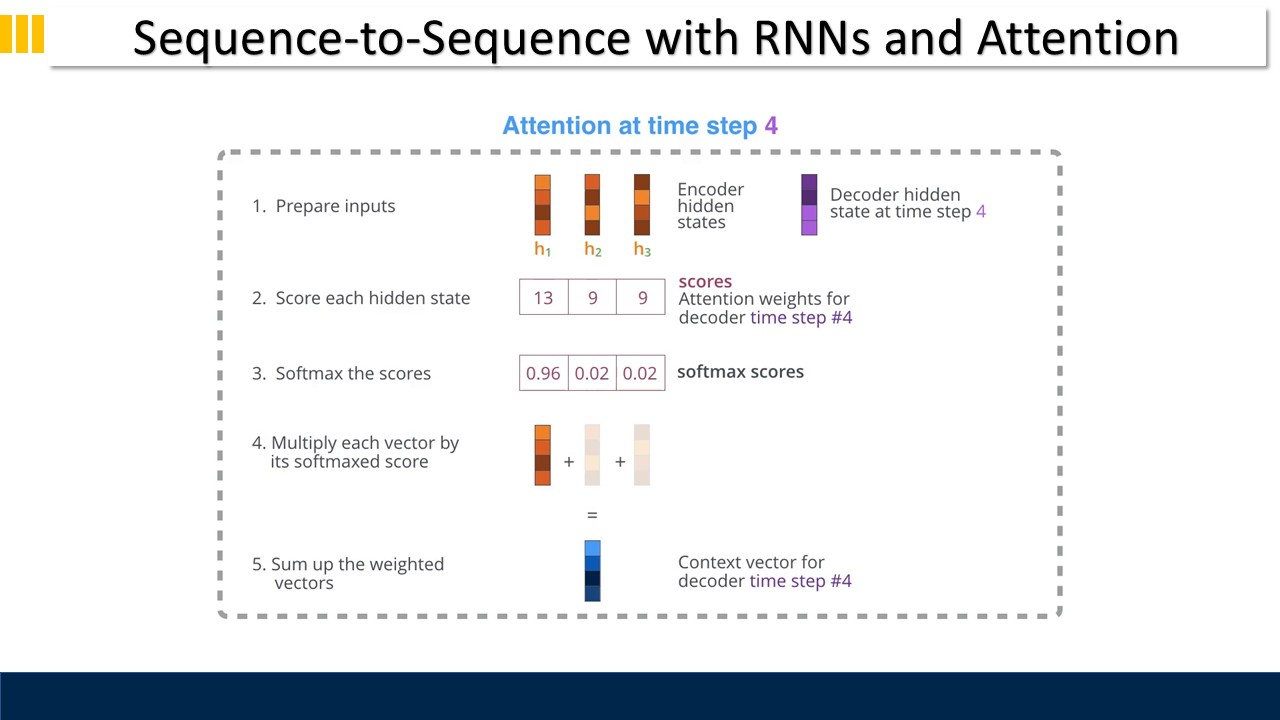 Sequence-to-Sequence with RNNs and Attention
Attention at time step 4
1. Prepare inputs
Encoder
hidden
states
Decoder hidden
state at time step 4
h1
h2
h3
2. Score each hidden state
13 9 9
scores
Attention weights for
decoder time step #4
3. Softmax the scores
0.96 0.02 0.02
softmax scores
4. Multiply each vector by
its softmaxed score
+ +
=
5. Sum up the weighted
vectors
Context vector for
decoder time step #4